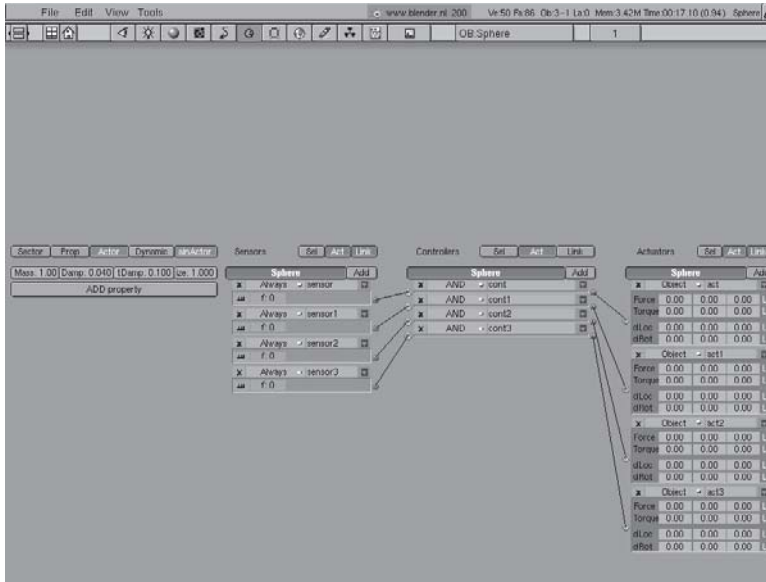 File Edit View Tools www.blender.nl 200 Ve:50 Fa:86 Ob:3-1 La:0 Mem:3.42M Time:00:17.10 (0.94) Sphere
OB:Sphere 1
Sector Prop Actor Dynamic ainActor Sensors Sel Act Link Controllers Sel Act Link Actuators Sel Act Link
Mass: 1.00 Damp: 0.040 tDamp: 0.100 ize: 1.000 Sphere Add Sphere Add Sphere
ADD property
x Always sensor
f: 0
x Always sensor1
f: 0
x Always sensor2
f: 0
x Always sensor3
f: 0
x AND cont
x AND cont1
x AND cont2
x AND cont3
x Object act
Force 0.00 0.00 0.00
Torque 0.00 0.00 0.00
dLoc 0.00 0.00 0.00
dRot 0.00 0.00 0.00
x Object act1
Force 0.00 0.00 0.00
Torque 0.00 0.00 0.00
dLoc 0.00 0.00 0.00
dRot 0.00 0.00 0.00
x Object act2
Force 0.00 0.00 0.00
Torque 0.00 0.00 0.00
dLoc 0.00 0.00 0.00
dRot 0.00 0.00 0.00
x Object act3
Force 0.00 0.00 0.00
Torque 0.00 0.00 0.00
dLoc 0.00 0.00 0.00
dRot 0.00 0.00 0.00